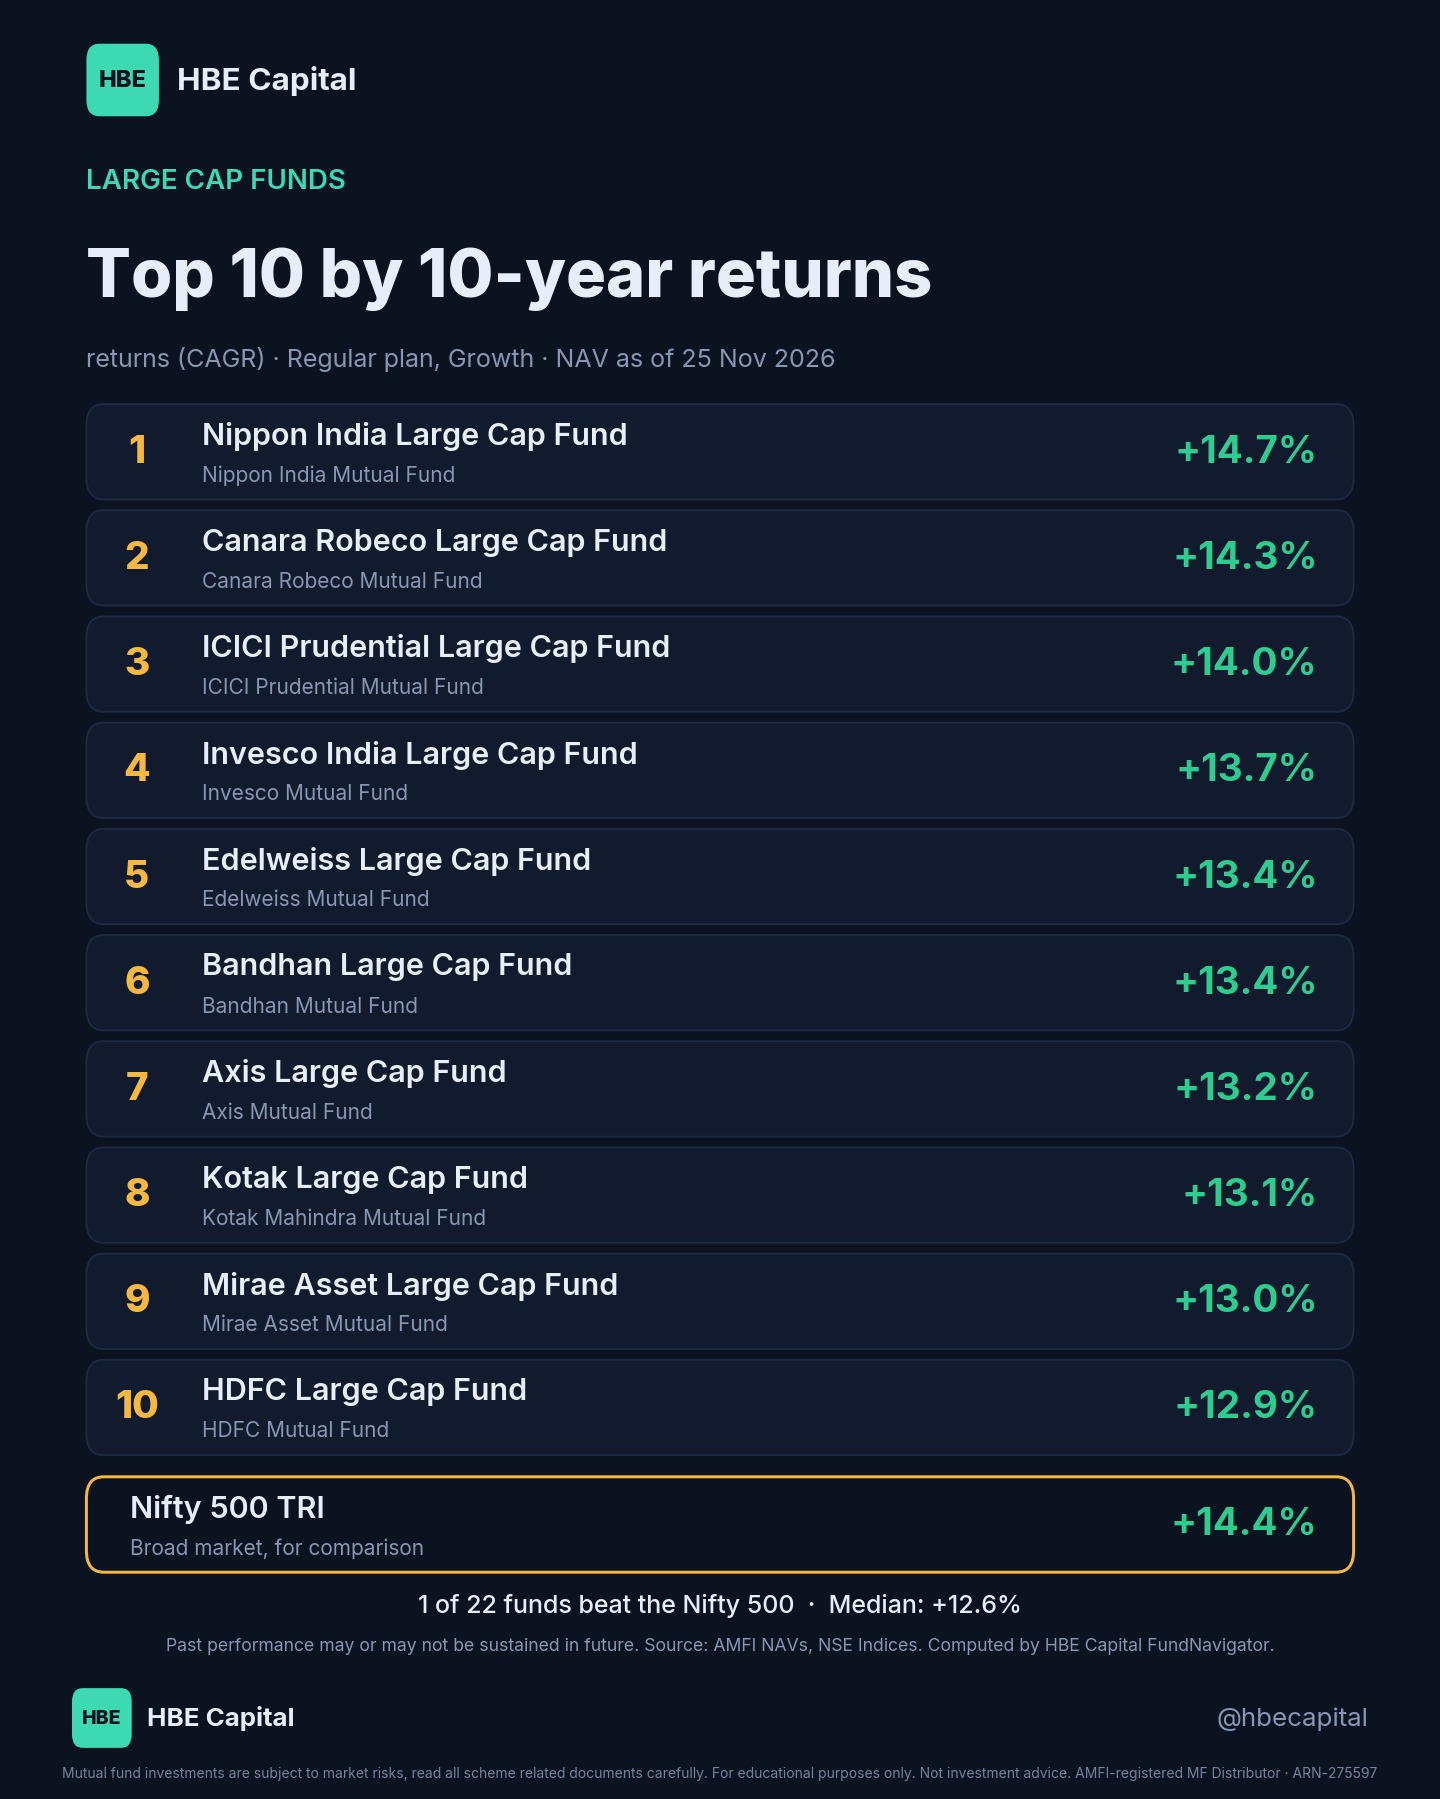 HBE
HBE Capital
LARGE CAP FUNDS
Top 10 by 10-year returns
returns (CAGR) · Regular plan, Growth · NAV as of 25 Nov 2026
1
Nippon India Large Cap Fund
Nippon India Mutual Fund
+14.7%
2
Canara Robeco Large Cap Fund
Canara Robeco Mutual Fund
+14.3%
3
ICICI Prudential Large Cap Fund
ICICI Prudential Mutual Fund
+14.0%
4
Invesco India Large Cap Fund
Invesco Mutual Fund
+13.7%
5
Edelweiss Large Cap Fund
Edelweiss Mutual Fund
+13.4%
6
Bandhan Large Cap Fund
Bandhan Mutual Fund
+13.4%
7
Axis Large Cap Fund
Axis Mutual Fund
+13.2%
8
Kotak Large Cap Fund
Kotak Mahindra Mutual Fund
+13.1%
9
Mirae Asset Large Cap Fund
Mirae Asset Mutual Fund
+13.0%
10
HDFC Large Cap Fund
HDFC Mutual Fund
+12.9%
Nifty 500 TRI
Broad market, for comparison
+14.4%
1 of 22 funds beat the Nifty 500 · Median: +12.6%
Past performance may or may not be sustained in future. Source: AMFI NAVs, NSE Indices. Computed by HBE Capital FundNavigator.
HBE
HBE Capital
@hbecapital
Mutual fund investments are subject to market risks, read all scheme related documents carefully. For educational purposes only. Not investment advice. AMFI-registered MF Distributor · ARN-275597